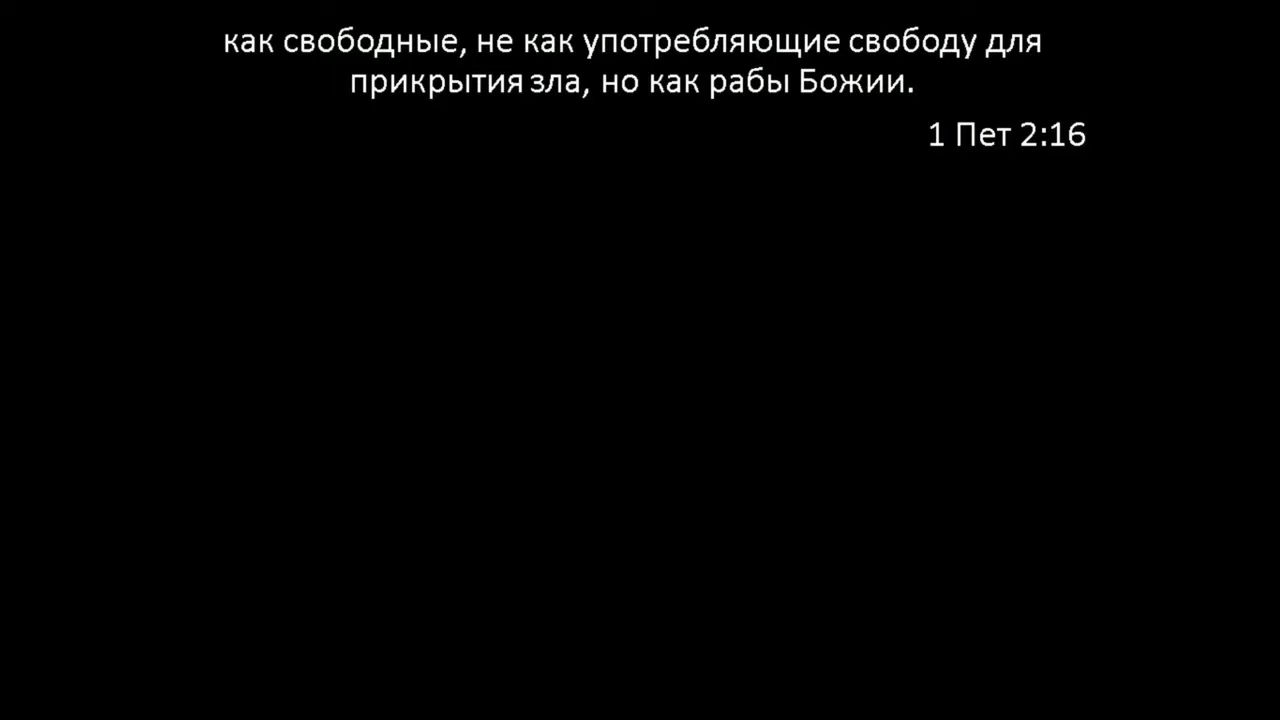 как свободные, не как употребляющие свободу для
прикрытия зла, но как рабы Божии.
1 Пет 2:16